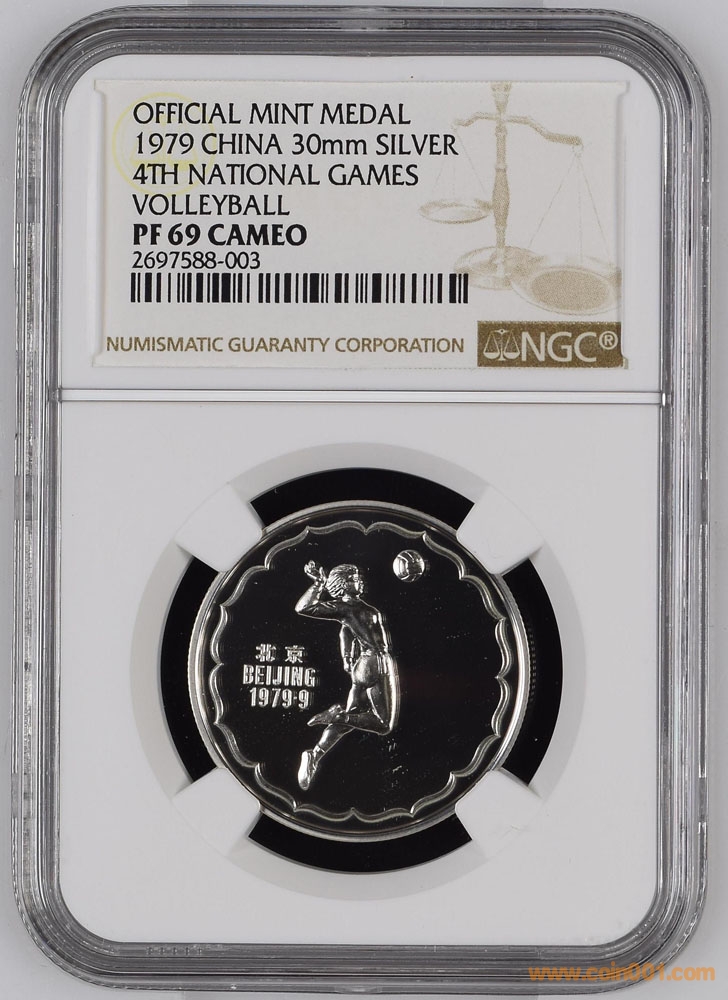 OFFICIAL MINT MEDAL
1979 CHINA 30mm SILVER
4TH NATIONAL GAMES
VOLLEYBALL
PF 69 CAMEO
2697588-003
NUMISMATIC GUARANTY CORPORATION
NGC®
北京
BEIJING
1979·9
www.coin001.com